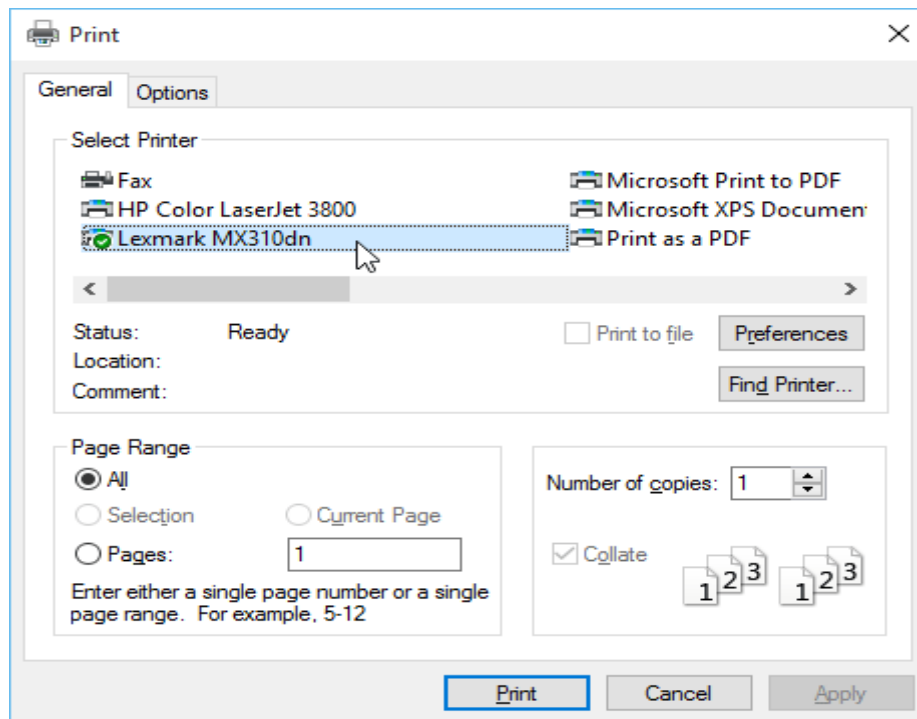 Print
General Options
Select Printer
Fax
HP Color LaserJet 3800
Lexmark MX310dn
Microsoft Print to PDF
Microsoft XPS Documen
Print as a PDF
Status: Ready
Location:
Comment:
Print to file
Preferences
Find Printer...
Page Range
All
Selection Current Page
Pages: 1
Enter either a single page number or a single
page range. For example, 5-12
Number of copies: 1
Collate
1 2 3 1 2 3
Print Cancel Apply